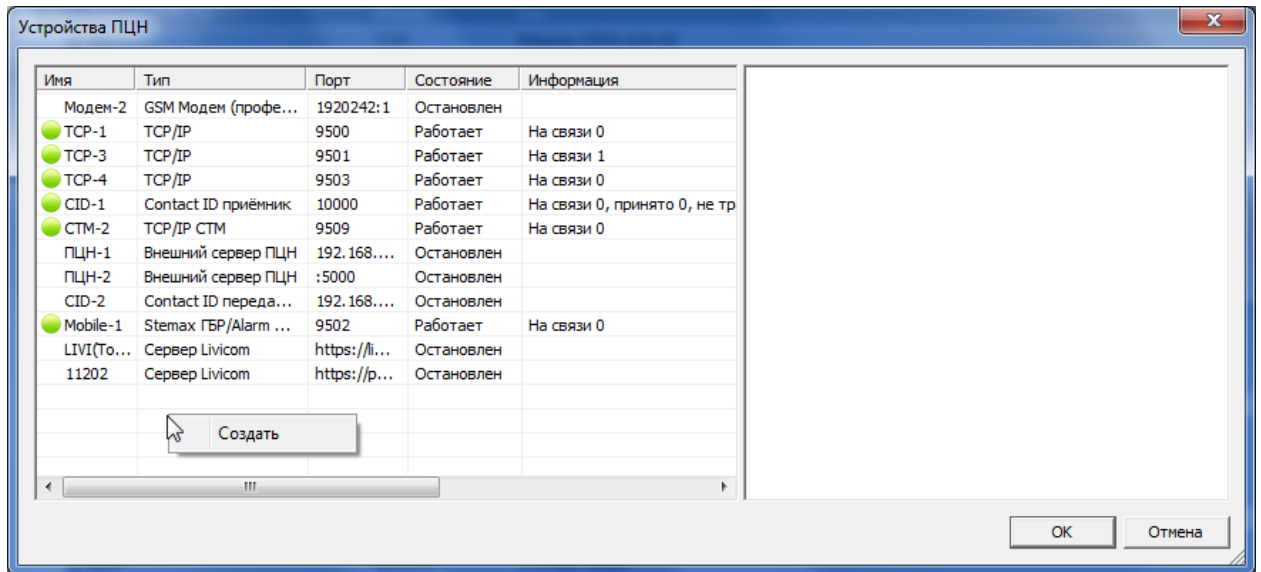 Устройства ПЦН
Имя Тип Порт Состояние Информация
Модем-2 GSM Модем (профе... 1920242:1 Остановлен
TCP-1 TCP/IP 9500 Работает На связи 0
TCP-3 TCP/IP 9501 Работает На связи 1
TCP-4 TCP/IP 9503 Работает На связи 0
CID-1 Contact ID приёмник 10000 Работает На связи 0, принято 0, не тр
СТМ-2 TCP/IP СТМ 9509 Работает На связи 0
ПЦН-1 Внешний сервер ПЦН 192.168.... Остановлен
ПЦН-2 Внешний сервер ПЦН :5000 Остановлен
CID-2 Contact ID переда... 192.168.... Остановлен
Mobile-1 Stemax ГБР/Alarm ... 9502 Работает На связи 0
LIVI(To... Сервер Livicom https://li... Остановлен
11202 Сервер Livicom https://p... Остановлен
Создать
OK Отмена